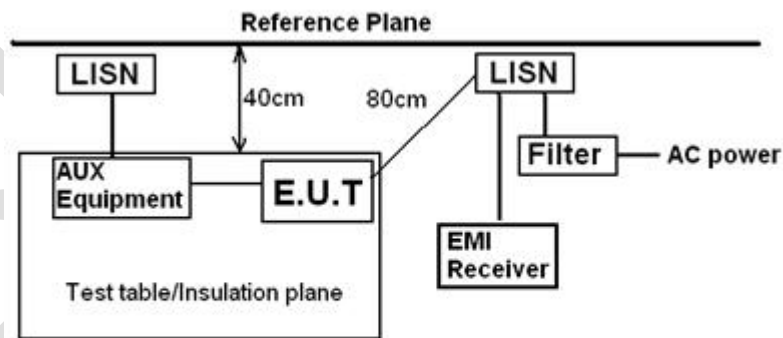 Reference Plane
LISN
LISN
40cm
80cm
Filter
AC power
AUX
Equipment
E.U.T
EMI
Receiver
Test table/Insulation plane